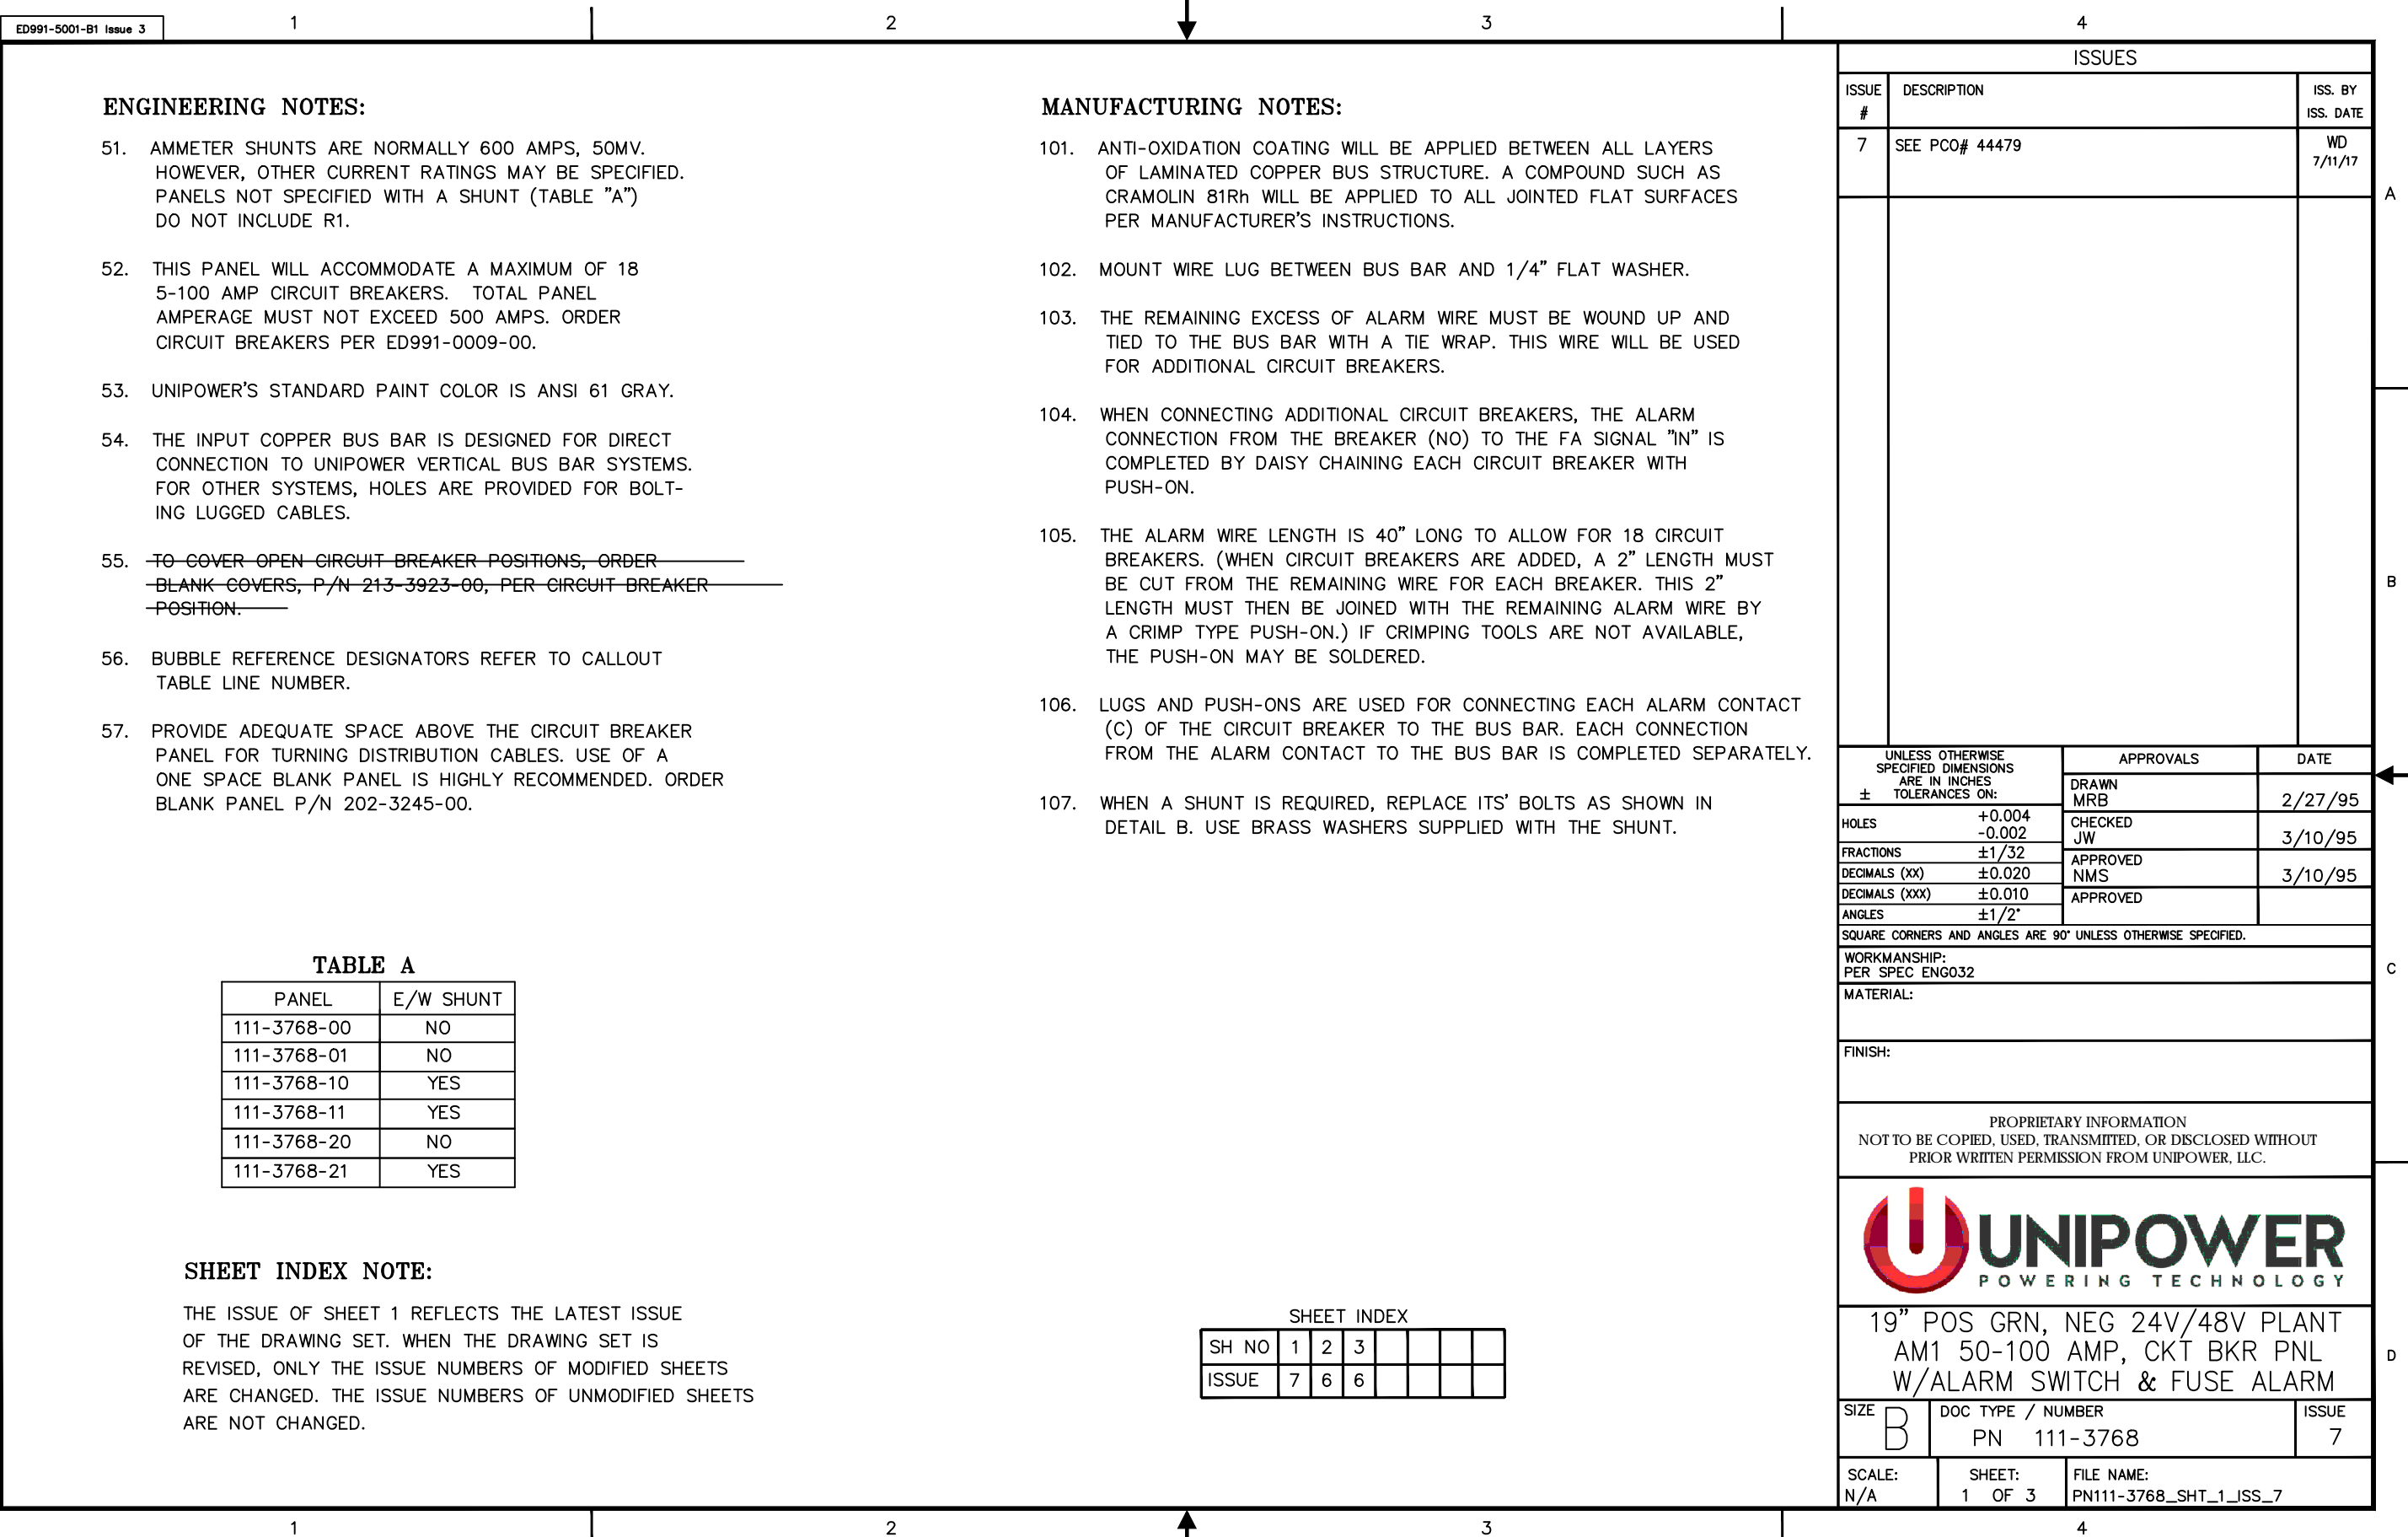 ED991-5001-B1 Issue 3
1
2
3
4
ENGINEERING NOTES:
51. AMMETER SHUNTS ARE NORMALLY 600 AMPS, 50MV.
HOWEVER, OTHER CURRENT RATINGS MAY BE SPECIFIED.
PANELS NOT SPECIFIED WITH A SHUNT (TABLE "A")
DO NOT INCLUDE R1.
52. THIS PANEL WILL ACCOMMODATE A MAXIMUM OF 18
5-100 AMP CIRCUIT BREAKERS. TOTAL PANEL
AMPERAGE MUST NOT EXCEED 500 AMPS. ORDER
CIRCUIT BREAKERS PER ED991-0009-00.
53. UNIPOWER'S STANDARD PAINT COLOR IS ANSI 61 GRAY.
54. THE INPUT COPPER BUS BAR IS DESIGNED FOR DIRECT
CONNECTION TO UNIPOWER VERTICAL BUS BAR SYSTEMS.
FOR OTHER SYSTEMS, HOLES ARE PROVIDED FOR BOLT-
ING LUGGED CABLES.
55. TO COVER OPEN CIRCUIT BREAKER POSITIONS, ORDER
BLANK COVERS, P/N 213-3923-00, PER CIRCUIT BREAKER
POSITION.
56. BUBBLE REFERENCE DESIGNATORS REFER TO CALLOUT
TABLE LINE NUMBER.
57. PROVIDE ADEQUATE SPACE ABOVE THE CIRCUIT BREAKER
PANEL FOR TURNING DISTRIBUTION CABLES. USE OF A
ONE SPACE BLANK PANEL IS HIGHLY RECOMMENDED. ORDER
BLANK PANEL P/N 202-3245-00.
TABLE A
PANEL E/W SHUNT
111-3768-00 NO
111-3768-01 NO
111-3768-10 YES
111-3768-11 YES
111-3768-20 NO
111-3768-21 YES
SHEET INDEX NOTE:
THE ISSUE OF SHEET 1 REFLECTS THE LATEST ISSUE
OF THE DRAWING SET. WHEN THE DRAWING SET IS
REVISED, ONLY THE ISSUE NUMBERS OF MODIFIED SHEETS
ARE CHANGED. THE ISSUE NUMBERS OF UNMODIFIED SHEETS
ARE NOT CHANGED.
MANUFACTURING NOTES:
101. ANTI-OXIDATION COATING WILL BE APPLIED BETWEEN ALL LAYERS
OF LAMINATED COPPER BUS STRUCTURE. A COMPOUND SUCH AS
CRAMOLIN 81Rh WILL BE APPLIED TO ALL JOINTED FLAT SURFACES
PER MANUFACTURER'S INSTRUCTIONS.
102. MOUNT WIRE LUG BETWEEN BUS BAR AND 1/4" FLAT WASHER.
103. THE REMAINING EXCESS OF ALARM WIRE MUST BE WOUND UP AND
TIED TO THE BUS BAR WITH A TIE WRAP. THIS WIRE WILL BE USED
FOR ADDITIONAL CIRCUIT BREAKERS.
104. WHEN CONNECTING ADDITIONAL CIRCUIT BREAKERS, THE ALARM
CONNECTION FROM THE BREAKER (NO) TO THE FA SIGNAL "IN" IS
COMPLETED BY DAISY CHAINING EACH CIRCUIT BREAKER WITH
PUSH-ON.
105. THE ALARM WIRE LENGTH IS 40" LONG TO ALLOW FOR 18 CIRCUIT
BREAKERS. (WHEN CIRCUIT BREAKERS ARE ADDED, A 2" LENGTH MUST
BE CUT FROM THE REMAINING WIRE FOR EACH BREAKER. THIS 2"
LENGTH MUST THEN BE JOINED WITH THE REMAINING ALARM WIRE BY
A CRIMP TYPE PUSH-ON.) IF CRIMPING TOOLS ARE NOT AVAILABLE,
THE PUSH-ON MAY BE SOLDERED.
106. LUGS AND PUSH-ONS ARE USED FOR CONNECTING EACH ALARM CONTACT
(C) OF THE CIRCUIT BREAKER TO THE BUS BAR. EACH CONNECTION
FROM THE ALARM CONTACT TO THE BUS BAR IS COMPLETED SEPARATELY.
107. WHEN A SHUNT IS REQUIRED, REPLACE ITS' BOLTS AS SHOWN IN
DETAIL B. USE BRASS WASHERS SUPPLIED WITH THE SHUNT.
SHEET INDEX
SH NO 1 2 3
ISSUE 7 6 6
ISSUES
ISSUE # DESCRIPTION ISS. BY ISS. DATE
7 SEE PCO# 44479 WD
7/11/17
UNLESS OTHERWISE
SPECIFIED DIMENSIONS
ARE IN INCHES
± TOLERANCES ON:
HOLES +0.004
-0.002
FRACTIONS ±1/32
DECIMALS (XX) ±0.020
DECIMALS (XXX) ±0.010
ANGLES ±1/2°
APPROVALS DATE
DRAWN
MRB 2/27/95
CHECKED
JW 3/10/95
APPROVED
NMS 3/10/95
APPROVED
SQUARE CORNERS AND ANGLES ARE 90° UNLESS OTHERWISE SPECIFIED.
WORKMANSHIP:
PER SPEC ENG032
MATERIAL:
FINISH:
PROPRIETARY INFORMATION
NOT TO BE COPIED, USED, TRANSMITTED, OR DISCLOSED WITHOUT
PRIOR WRITTEN PERMISSION FROM UNIPOWER, LLC.
UNIPOWER
POWERING TECHNOLOGY
19" POS GRN, NEG 24V/48V PLANT
AM1 50-100 AMP, CKT BKR PNL
W/ALARM SWITCH & FUSE ALARM
SIZE B
DOC TYPE / NUMBER
PN 111-3768
ISSUE
7
SCALE:
N/A
SHEET:
1 OF 3
FILE NAME:
PN111-3768_SHT_1_ISS_7
A
B
C
D
1
2
3
4